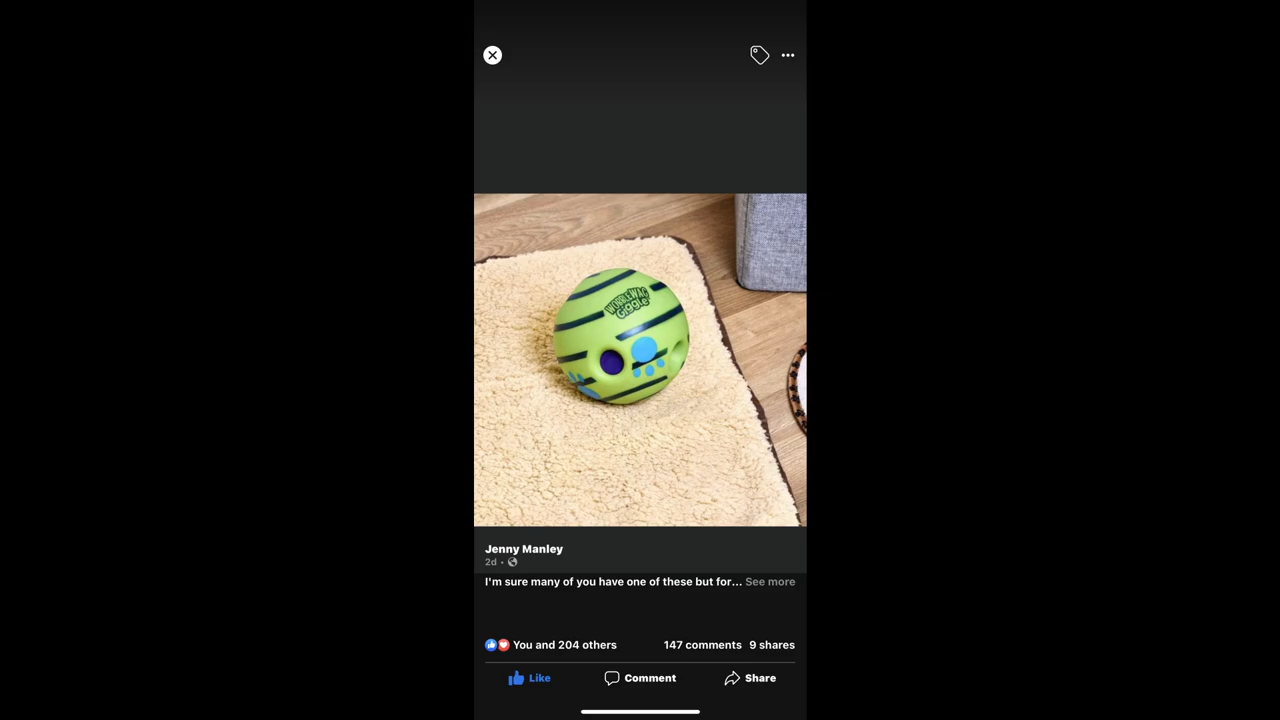 WOBBLE WAG
Giggle
Jenny Manley
2d •
I'm sure many of you have one of these but for... See more
You and 204 others
147 comments 9 shares
Like
Comment
Share